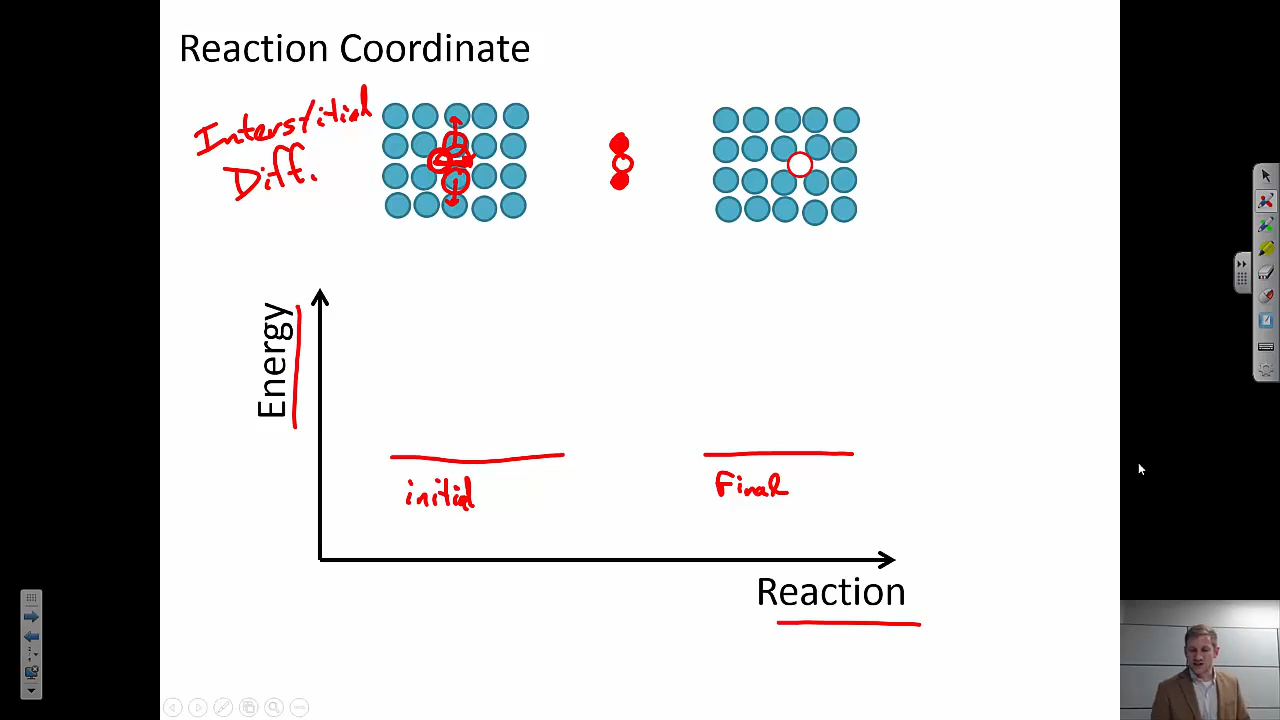 Reaction Coordinate
Interstitial
Diff.
Energy
initial
Final
Reaction